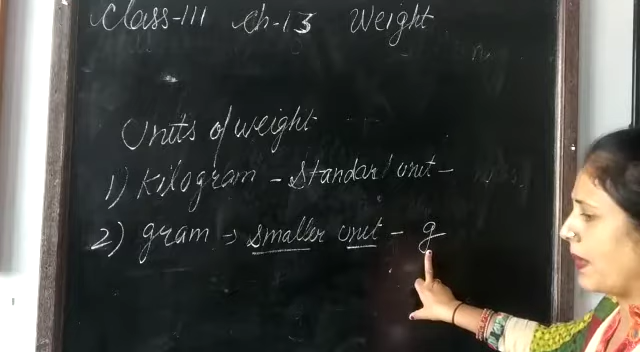 Class-III Ch-13 Weight
Units of weight
1) Kilogram - Standard unit -
2) gram → smaller unit - g